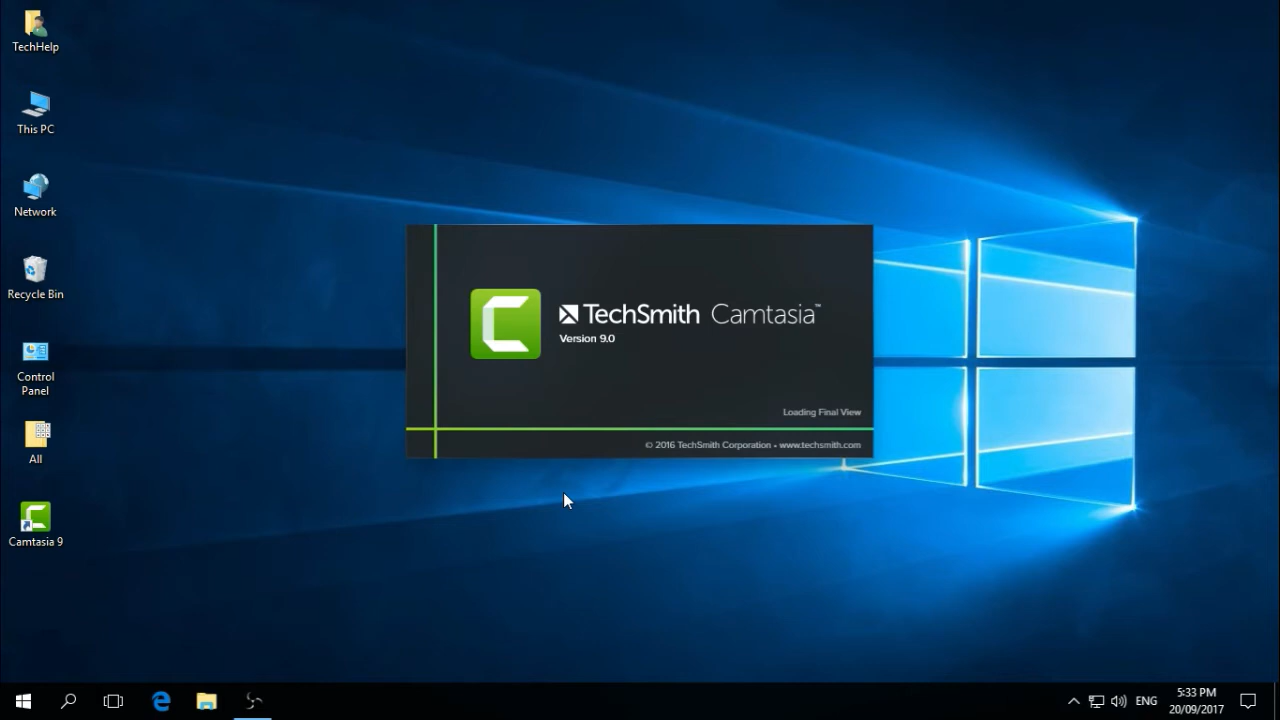 TechHelp
This PC
Network
Recycle Bin
Control
Panel
All
Camtasia 9
TechSmith Camtasia™
Version 9.0
Loading Final View
© 2016 TechSmith Corporation • www.techsmith.com
ENG
5:33 PM
20/09/2017